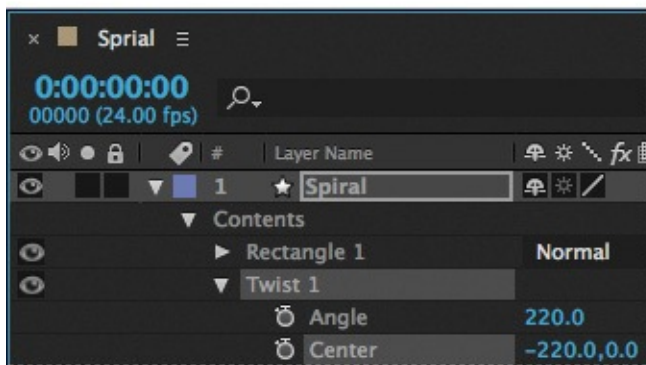 Sprial
0:00:00:00
00000 (24.00 fps)
# Layer Name fx
1 Spiral
Contents
Rectangle 1 Normal
Twist 1
Angle 220.0
Center -220.0,0.0